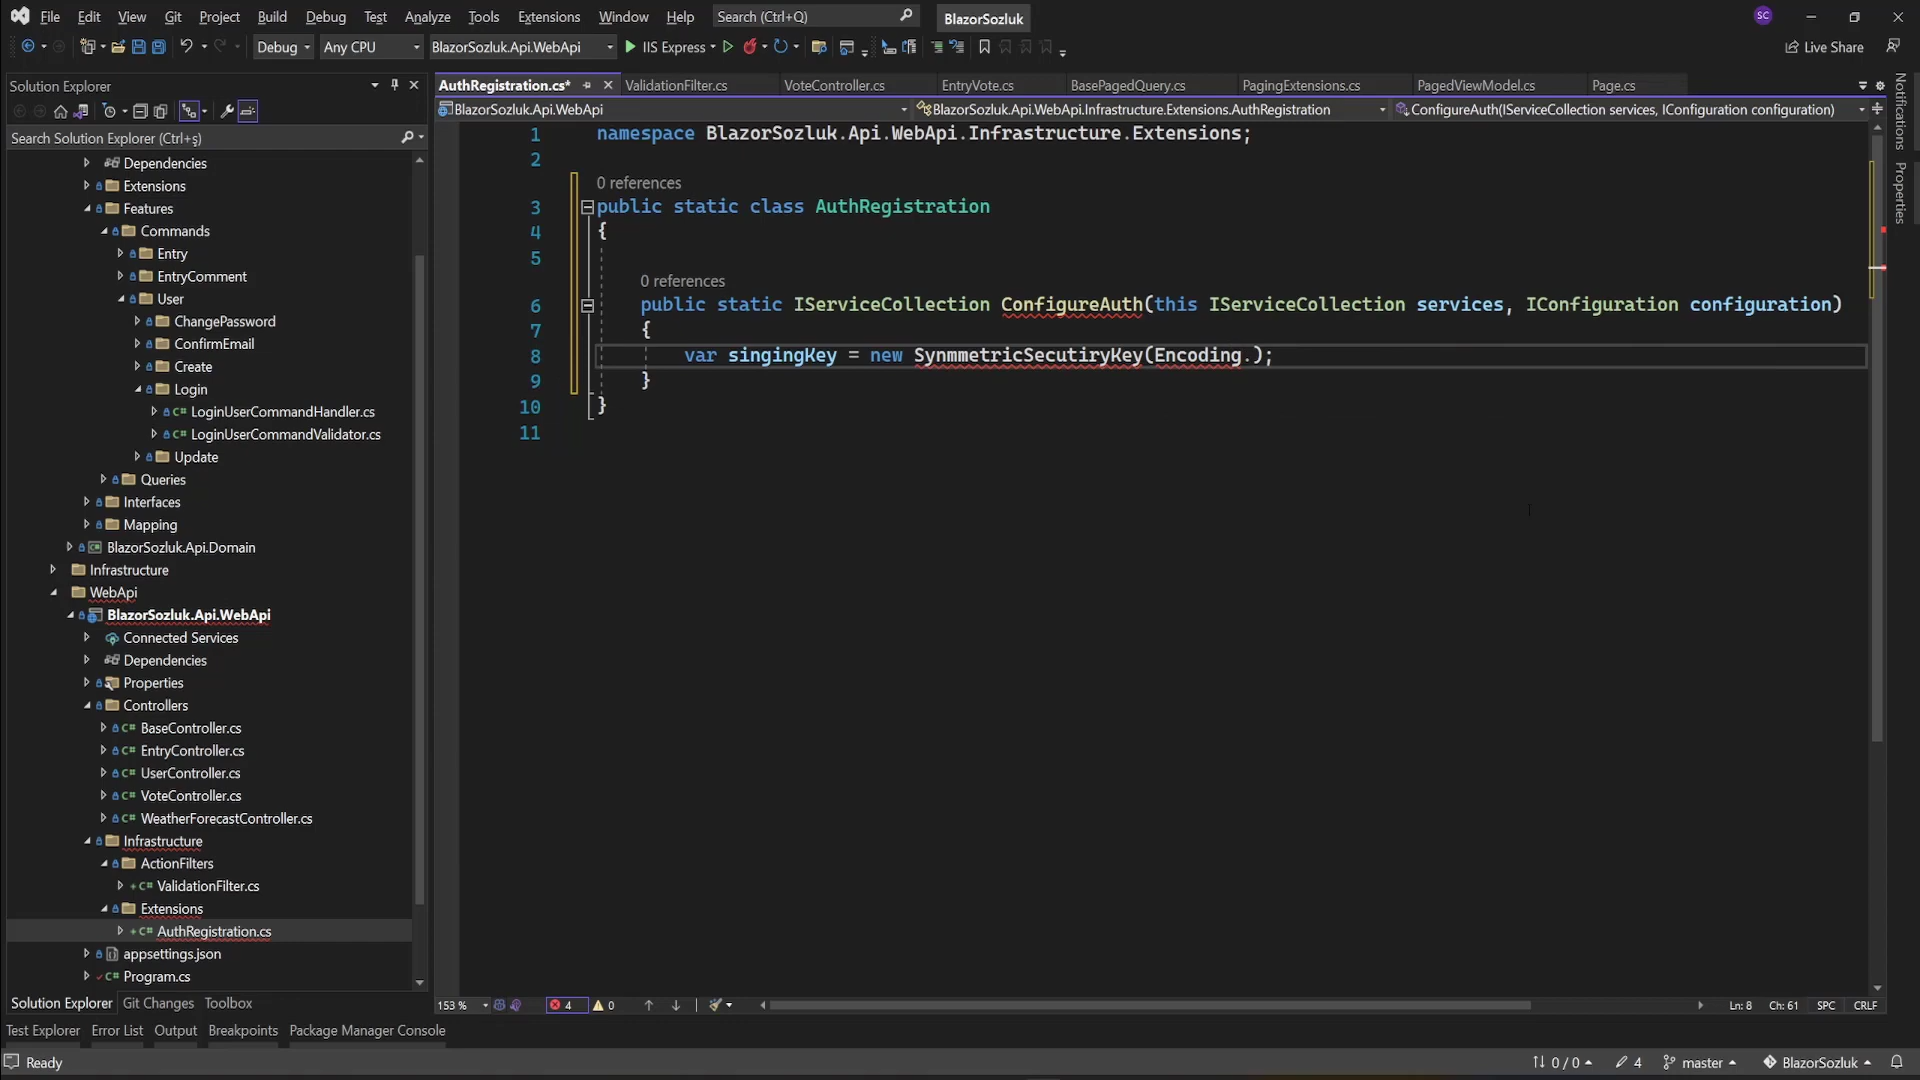 File Edit View Git Project Build Debug Test Analyze Tools Extensions Window Help Search (Ctrl+Q) BlazorSozluk SC
Debug Any CPU BlazorSozluk.Api.WebApi IIS Express Live Share
Solution Explorer
Search Solution Explorer (Ctrl+ş)
Dependencies
Extensions
Features
Commands
Entry
EntryComment
User
ChangePassword
ConfirmEmail
Create
Login
LoginUserCommandHandler.cs
LoginUserCommandValidator.cs
Update
Queries
Interfaces
Mapping
BlazorSozluk.Api.Domain
Infrastructure
WebApi
BlazorSozluk.Api.WebApi
Connected Services
Dependencies
Properties
Controllers
BaseController.cs
EntryController.cs
UserController.cs
VoteController.cs
WeatherForecastController.cs
Infrastructure
ActionFilters
ValidationFilter.cs
Extensions
AuthRegistration.cs
appsettings.json
Program.cs
Solution Explorer Git Changes Toolbox
AuthRegistration.cs* ValidationFilter.cs VoteController.cs EntryVote.cs BasePagedQuery.cs PagingExtensions.cs PagedViewModel.cs Page.cs
BlazorSozluk.Api.WebApi BlazorSozluk.Api.WebApi.Infrastructure.Extensions.AuthRegistration ConfigureAuth(IServiceCollection services, IConfiguration configuration)
1 namespace BlazorSozluk.Api.WebApi.Infrastructure.Extensions;
2
0 references
3 public static class AuthRegistration
4 {
5
0 references
6 public static IServiceCollection ConfigureAuth(this IServiceCollection services, IConfiguration configuration)
7 {
8 var singingKey = new SynmmetricSecutiryKey(Encoding.);
9 }
10 }
11
153 % 4 0 Ln: 8 Ch: 61 SPC CRLF
Notifications
Properties
Test Explorer Error List Output Breakpoints Package Manager Console
Ready 0 / 0 4 master BlazorSozluk